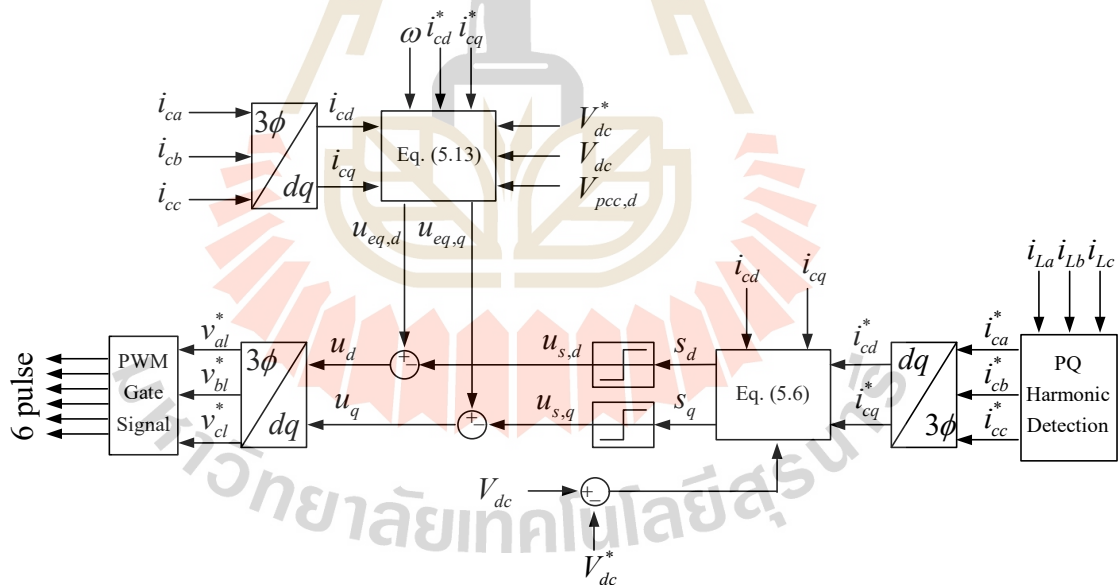 ω i*cd i*cq
ica
icb
icc
3ϕ
dq
icd
icq
Eq. (5.13)
V*dc
Vdc
Vpcc,d
ueq,d ueq,q
iLa iLb iLc
icd icq
6 pulse
PWM
Gate
Signal
v*al
v*bl
v*cl
3ϕ
dq
ud
uq
+
−
+
−
us,d
us,q
sd
sq
Eq. (5.6)
i*cd
i*cq
dq
3ϕ
i*ca
i*cb
i*cc
PQ
Harmonic
Detection
Vdc
+
−
V*dc
มหาวิทยาลัยเทคโนโลยีสุรนารี